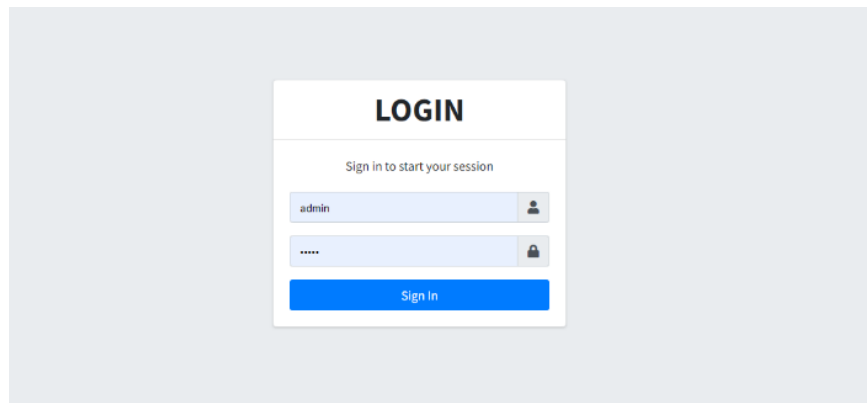 LOGIN
Sign in to start your session
admin
•••••
Sign In